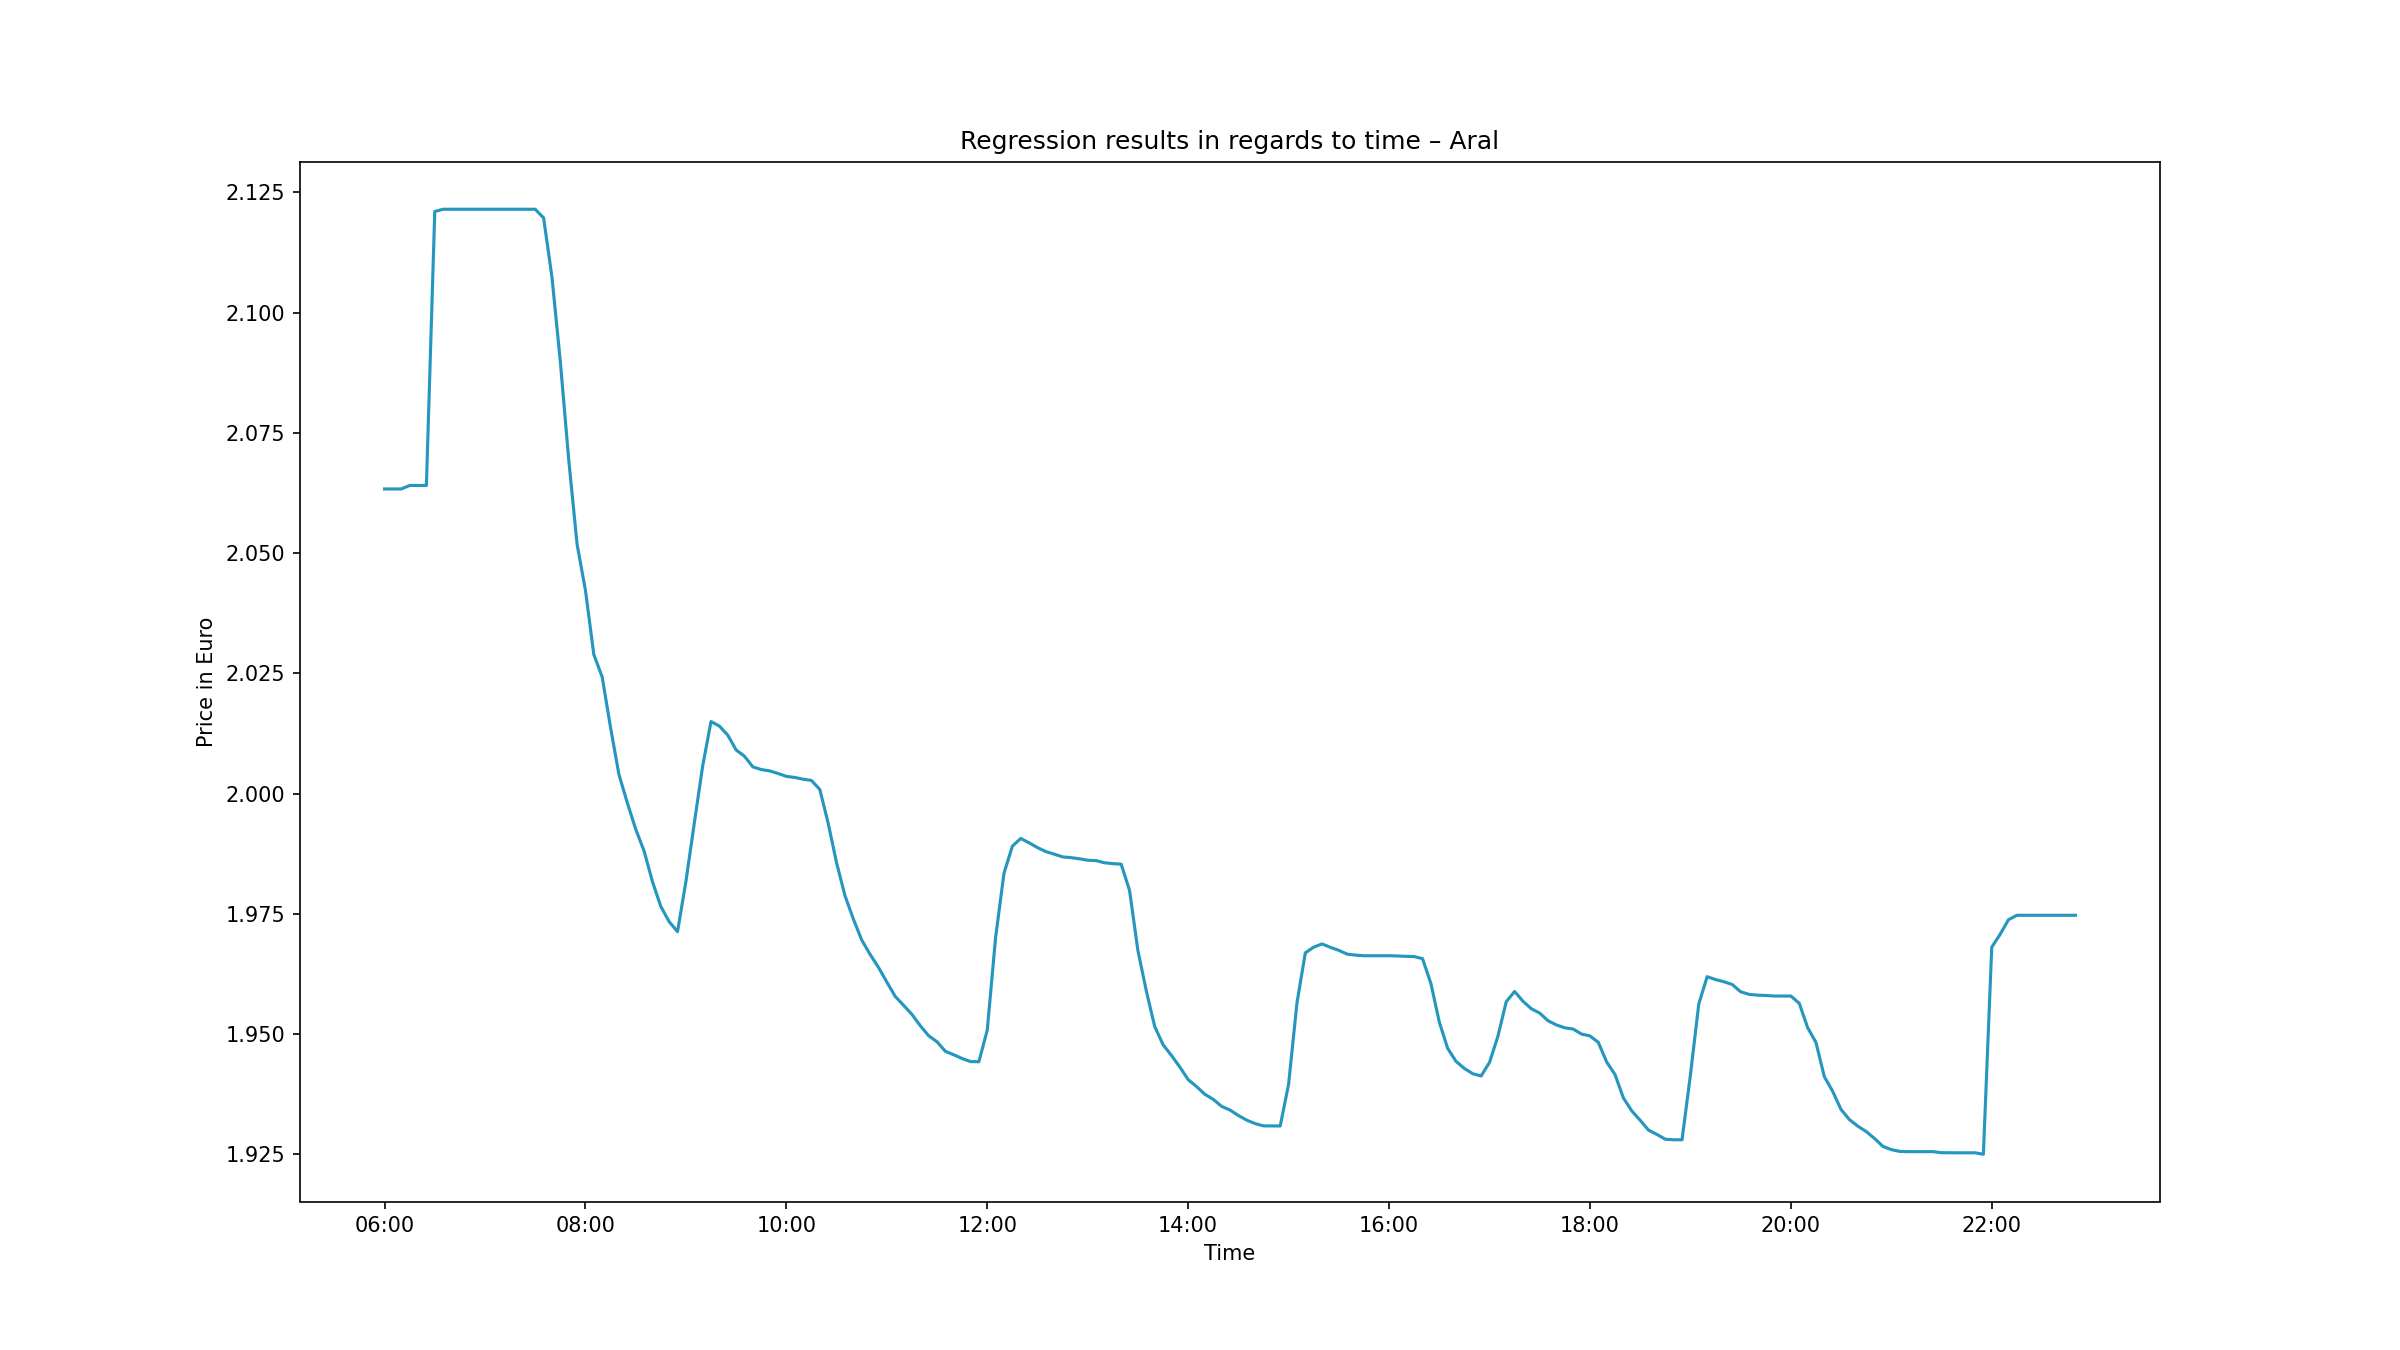 Regression results in regards to time – Aral
2.125
2.100
2.075
2.050
2.025
2.000
1.975
1.950
1.925
Price in Euro
06:00 08:00 10:00 12:00 14:00 16:00 18:00 20:00 22:00
Time